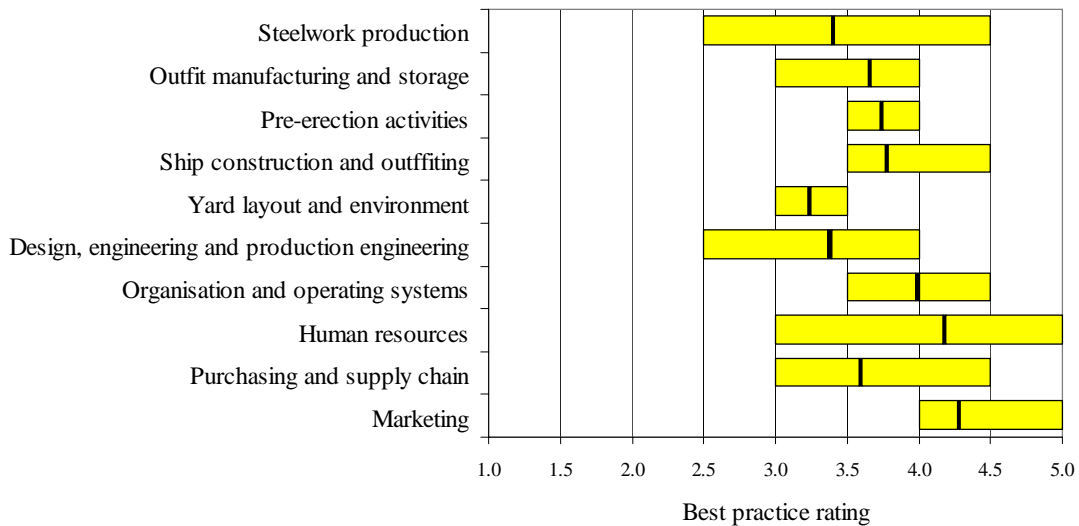 Steelwork production
Outfit manufacturing and storage
Pre-erection activities
Ship construction and outffiting
Yard layout and environment
Design, engineering and production engineering
Organisation and operating systems
Human resources
Purchasing and supply chain
Marketing
1.0 1.5 2.0 2.5 3.0 3.5 4.0 4.5 5.0
Best practice rating